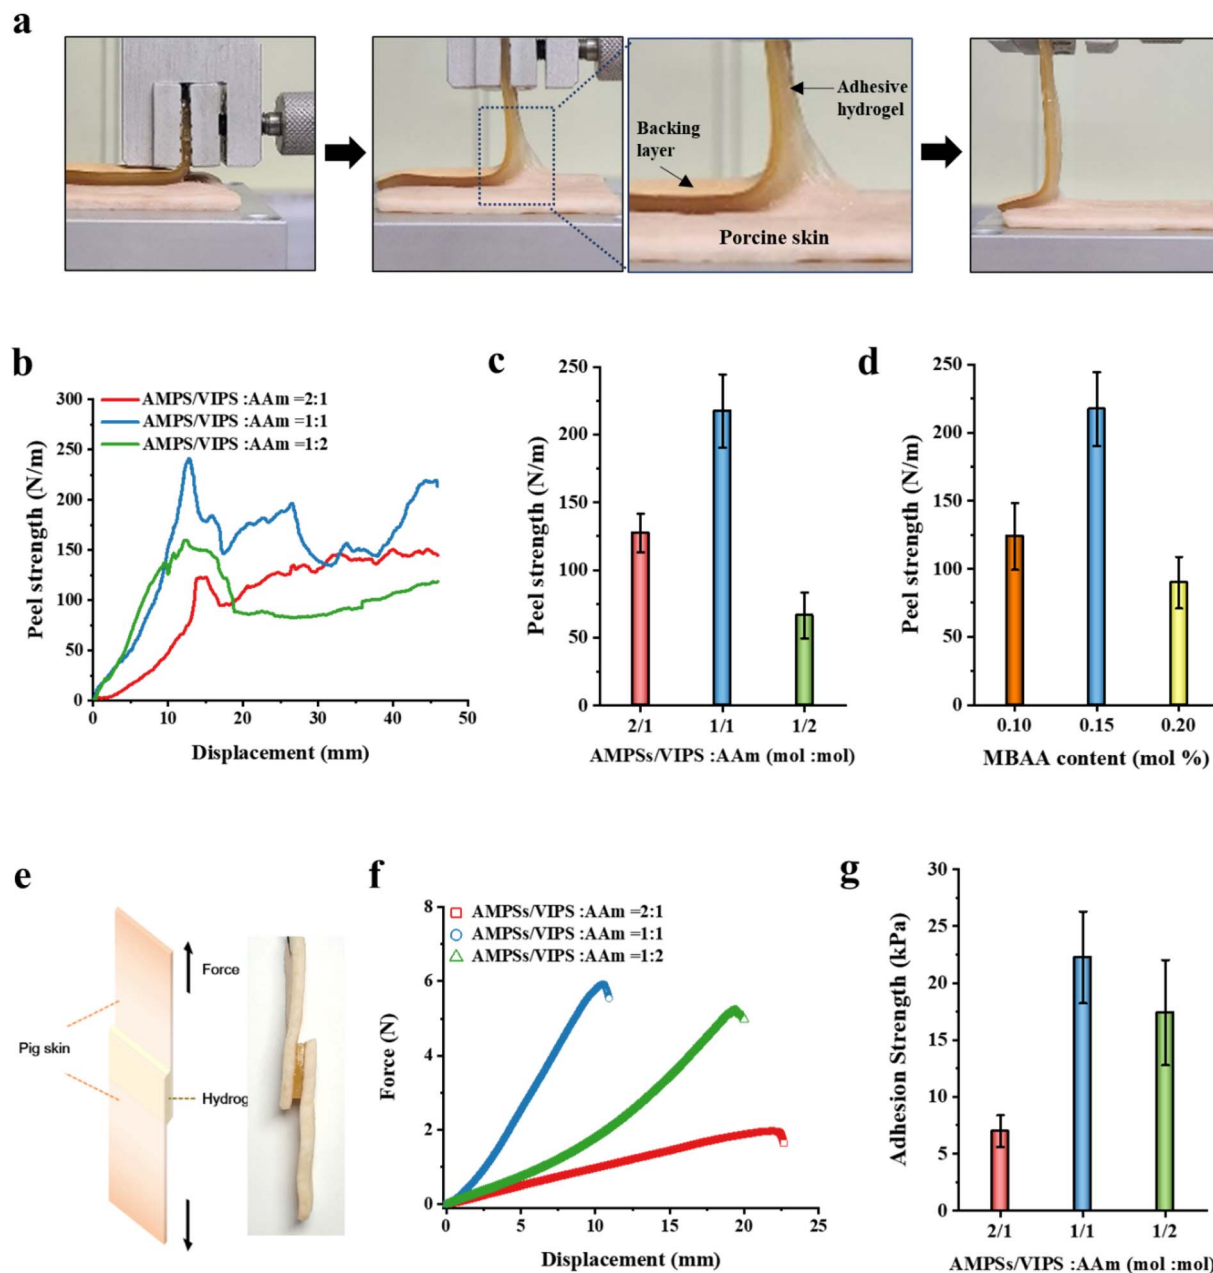 a
Adhesive
hydrogel
Backing
layer
Porcine skin
b
300
250
200
150
100
50
0
Peel strength (N/m)
AMPS/VIPS :AAm =2:1
AMPS/VIPS :AAm =1:1
AMPS/VIPS :AAm =1:2
0 10 20 30 40 50
Displacement (mm)
c
250
200
150
100
50
0
Peel strength (N/m)
2/1 1/1 1/2
AMPSs/VIPS :AAm (mol :mol)
d
250
200
150
100
50
0
Peel strength (N/m)
0.10 0.15 0.20
MBAA content (mol %)
e
Force
Pig skin
Hydrog
f
8
6
4
2
0
Force (N)
AMPSs/VIPS :AAm =2:1
AMPSs/VIPS :AAm =1:1
AMPSs/VIPS :AAm =1:2
0 5 10 15 20 25
Displacement (mm)
g
30
25
20
15
10
5
0
Adhesion Strength (kPa)
2/1 1/1 1/2
AMPSs/VIPS :AAm (mol :mol)